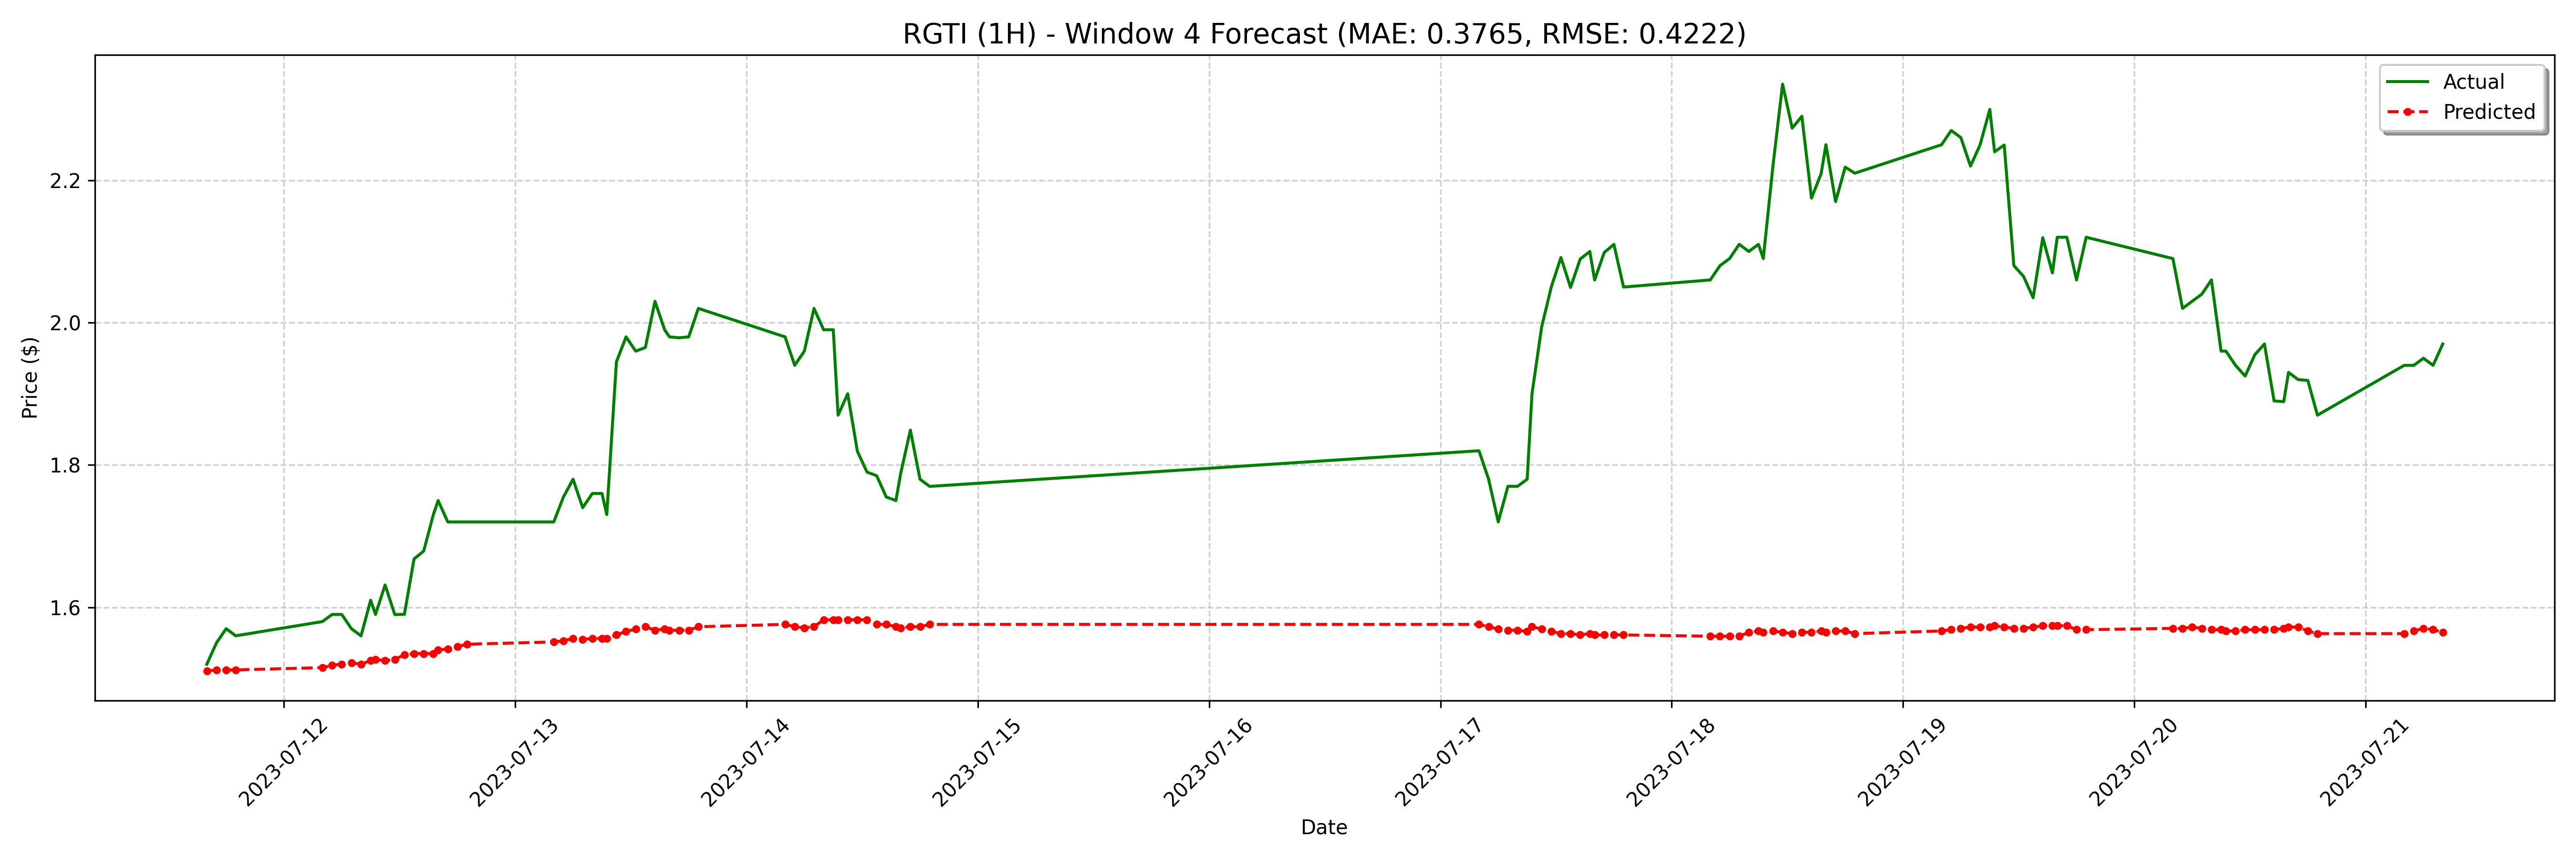 RGTI (1H) - Window 4 Forecast (MAE: 0.3765, RMSE: 0.4222)
Actual
Predicted
Price ($)
2.2
2.0
1.8
1.6
2023-07-12
2023-07-13
2023-07-14
2023-07-15
2023-07-16
2023-07-17
2023-07-18
2023-07-19
2023-07-20
2023-07-21
Date